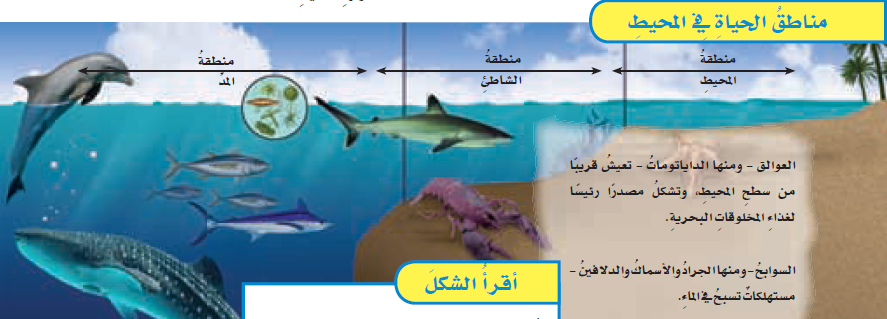 مناطقُ الحياةِ في المحيطِ
منطقةُ المحيطِ
منطقةُ الشاطئِ
منطقةُ المدِّ
العوالق - ومنها الداياتوماتُ - تعيشُ قريبًا
من سطحِ المحيطِ، وتشكلُ مصدرًا رئيسًا
لغذاءِ المخلوقاتِ البحريةِ.
السوابحُ - ومنها الجرادُ والأسماكُ والدلافينُ -
مستهلكاتٌ تسبحُ في الماءِ.
أقرأُ الشكلَ